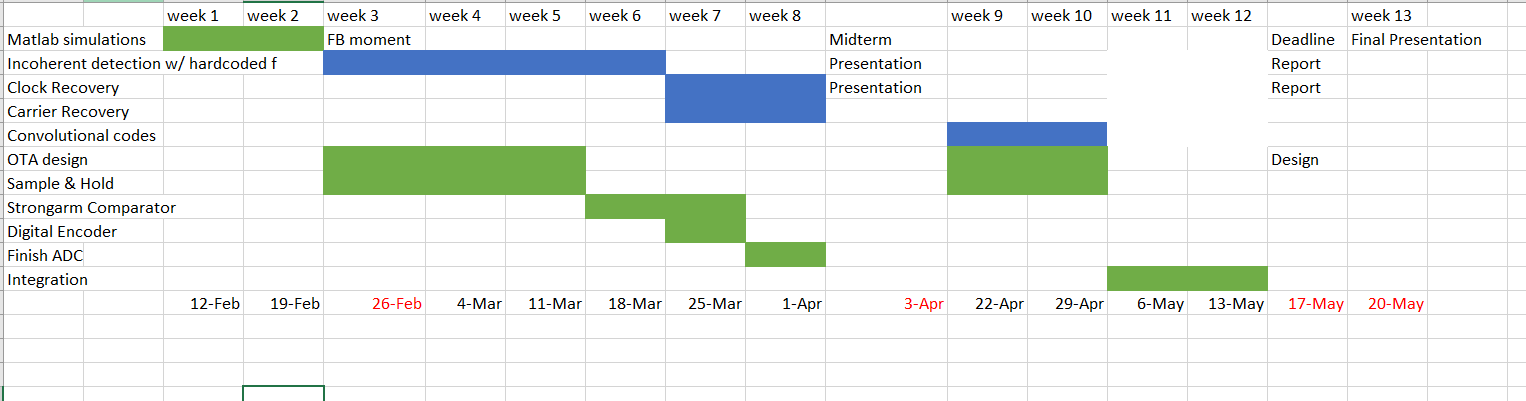 week 1 week 2 week 3 week 4 week 5 week 6 week 7 week 8 week 9 week 10 week 11 week 12 week 13
Matlab simulations FB moment Midterm Deadline Final Presentation
Incoherent detection w/ hardcoded f Presentation Report
Clock Recovery Presentation Report
Carrier Recovery
Convolutional codes
OTA design Design
Sample & Hold
Strongarm Comparator
Digital Encoder
Finish ADC
Integration
12-Feb 19-Feb 26-Feb 4-Mar 11-Mar 18-Mar 25-Mar 1-Apr 3-Apr 22-Apr 29-Apr 6-May 13-May 17-May 20-May